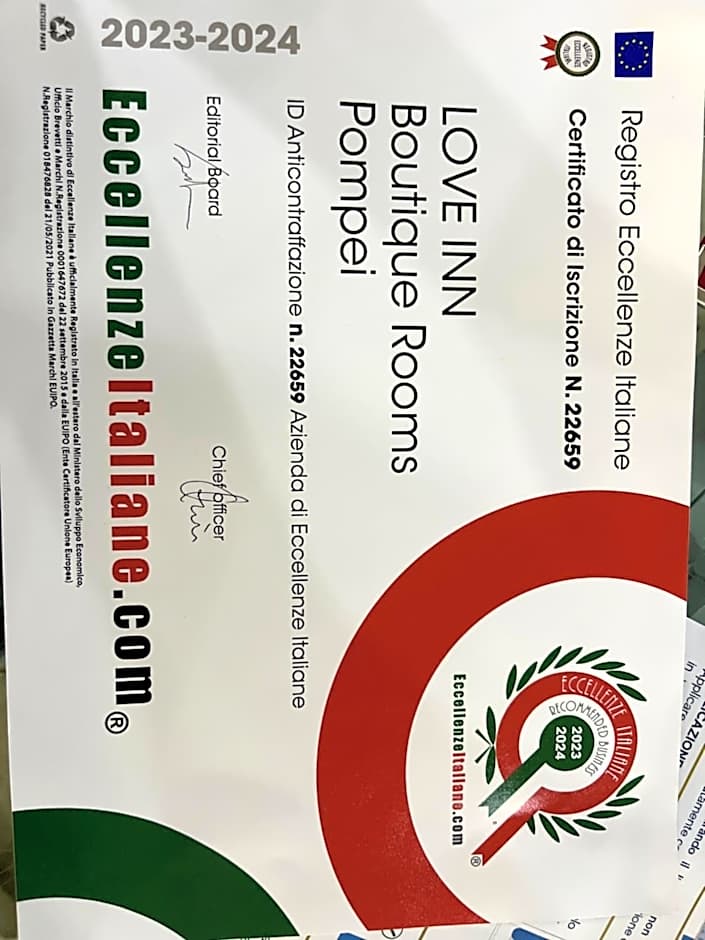 Registro Eccellenze Italiane
Certificato di Iscrizione N. 22659
LOVE INN
Boutique Rooms
Pompei
ID Anticontraffazione n. 22659 Azienda di Eccellenze Italiane
Editorial Board
Chief officer
EccellenzeItaliane.com®
2023-2024
Il Marchio distintivo di Eccellenze Italiane è ufficialmente Registrato in Italia e all'estero dal Ministero dello Sviluppo Economico,
Ufficio Brevetti e Marchi N.Registrazione 0001647672 del 22 settembre 2015 e dalla EUIPO (Ente Certificatore Unione Europea)
N.Registrazione 018476828 del 21/05/2021 Pubblicato in Gazzetta Marchi EUIPO.
RECYCLED PAPER
ECCELLENZE ITALIANE
RECOMMENDED BUSINESS
2023
2024
®
EccellenzeItaliane.com